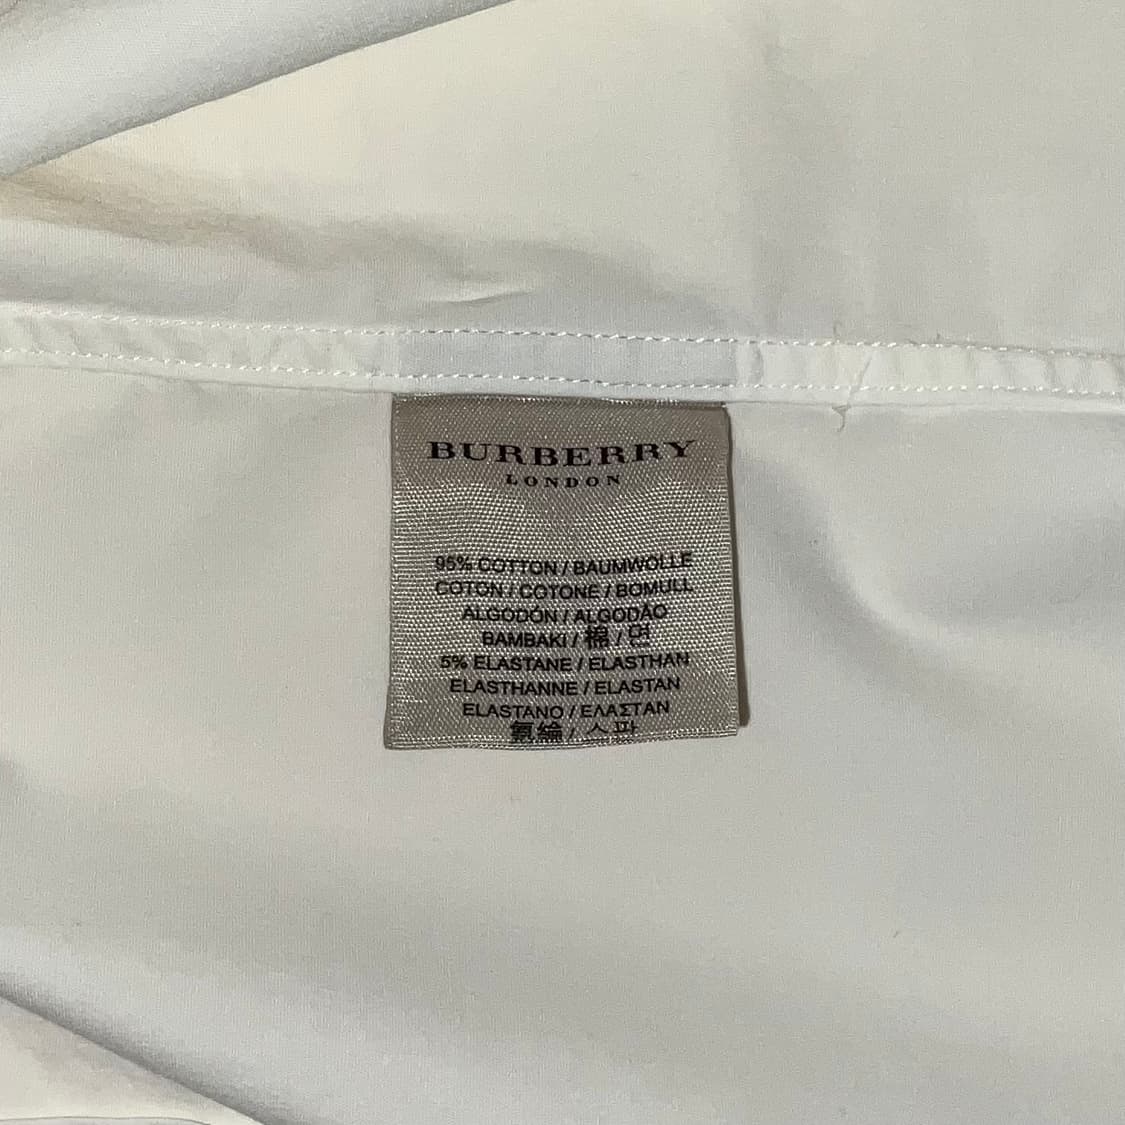 BURBERRY
LONDON
95% COTTON / BAUMWOLLE
COTON / COTONE / BOMULL
ALGODÓN / ALGODÃO
BAMBAKI / 棉 / 면
5% ELASTANE / ELASTHAN
ELASTHANNE / ELASTAN
ELASTANO / ΕΛΑΣΤΑΝ
氨綸 / 스파